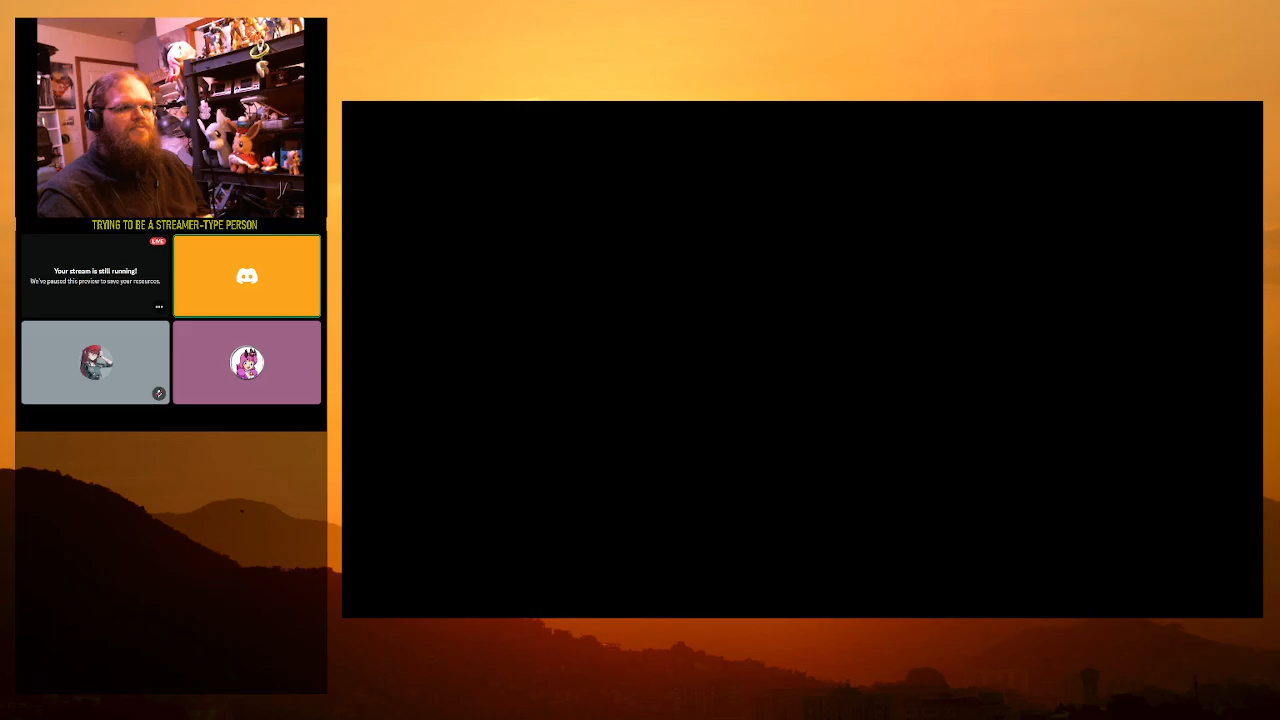 TRYING TO BE A STREAMER-TYPE PERSON
LIVE
Your stream is still running!
We've paused this preview to save your resources.